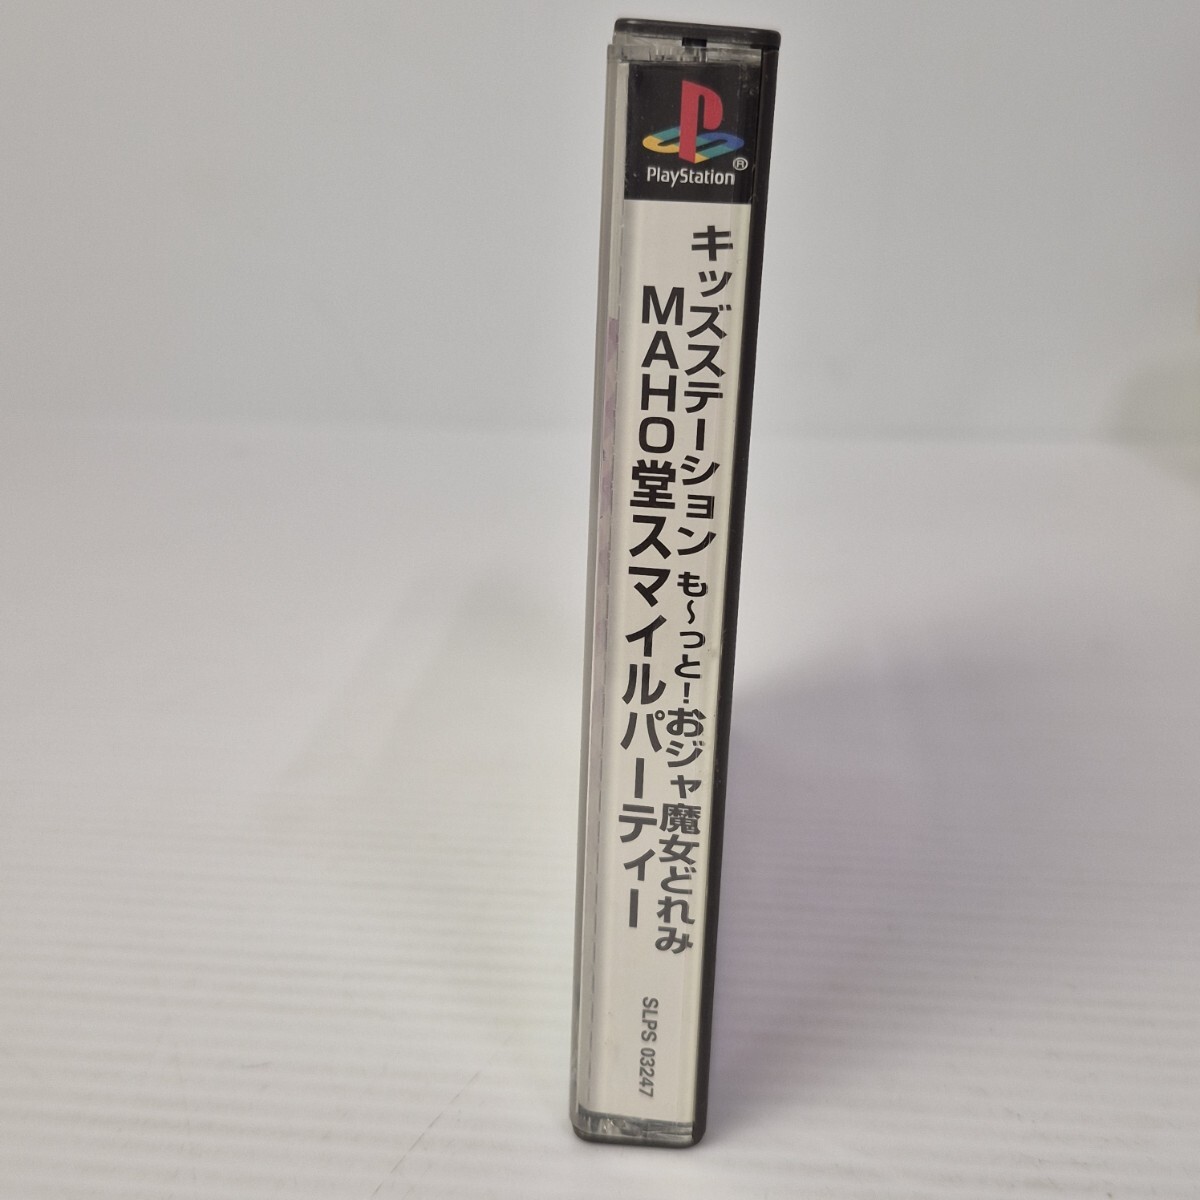 PlayStation®
キッズステーション も～っと!おジャ魔女どれみ
MAHO堂スマイルパーティー
SLPS 03247